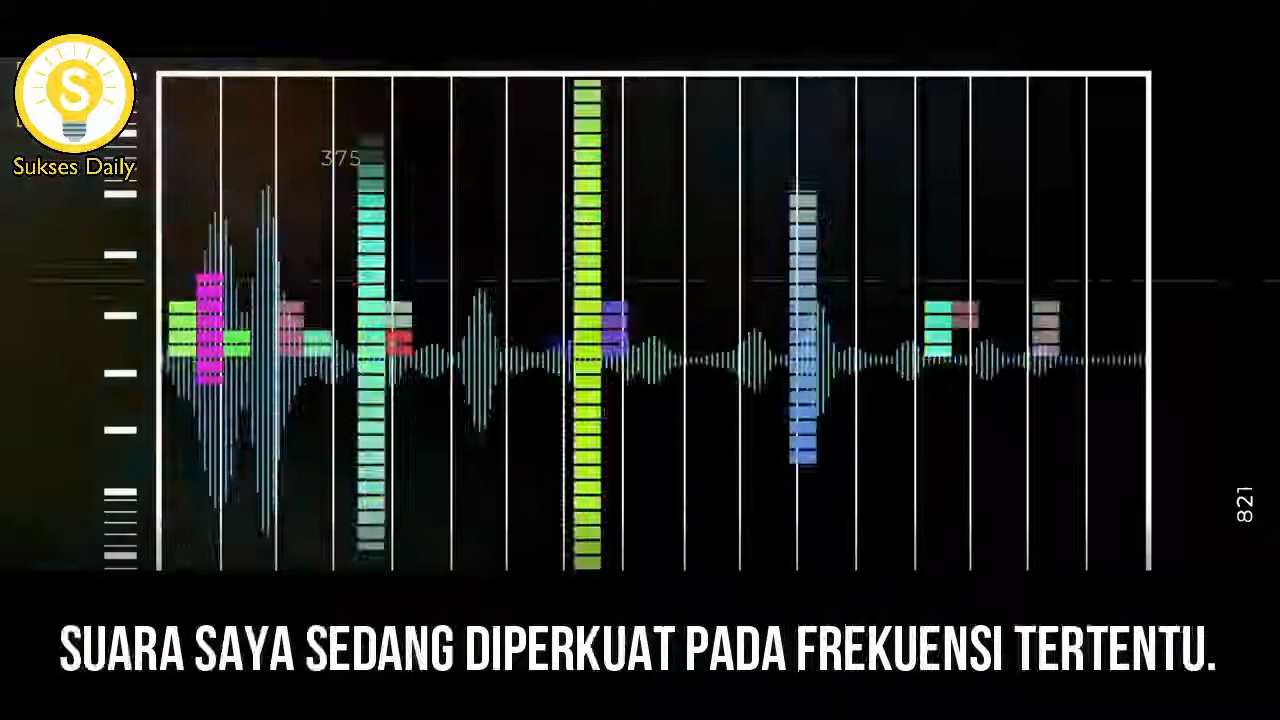 S
Sukses Daily
375
821
SUARA SAYA SEDANG DIPERKUAT PADA FREKUENSI TERTENTU.